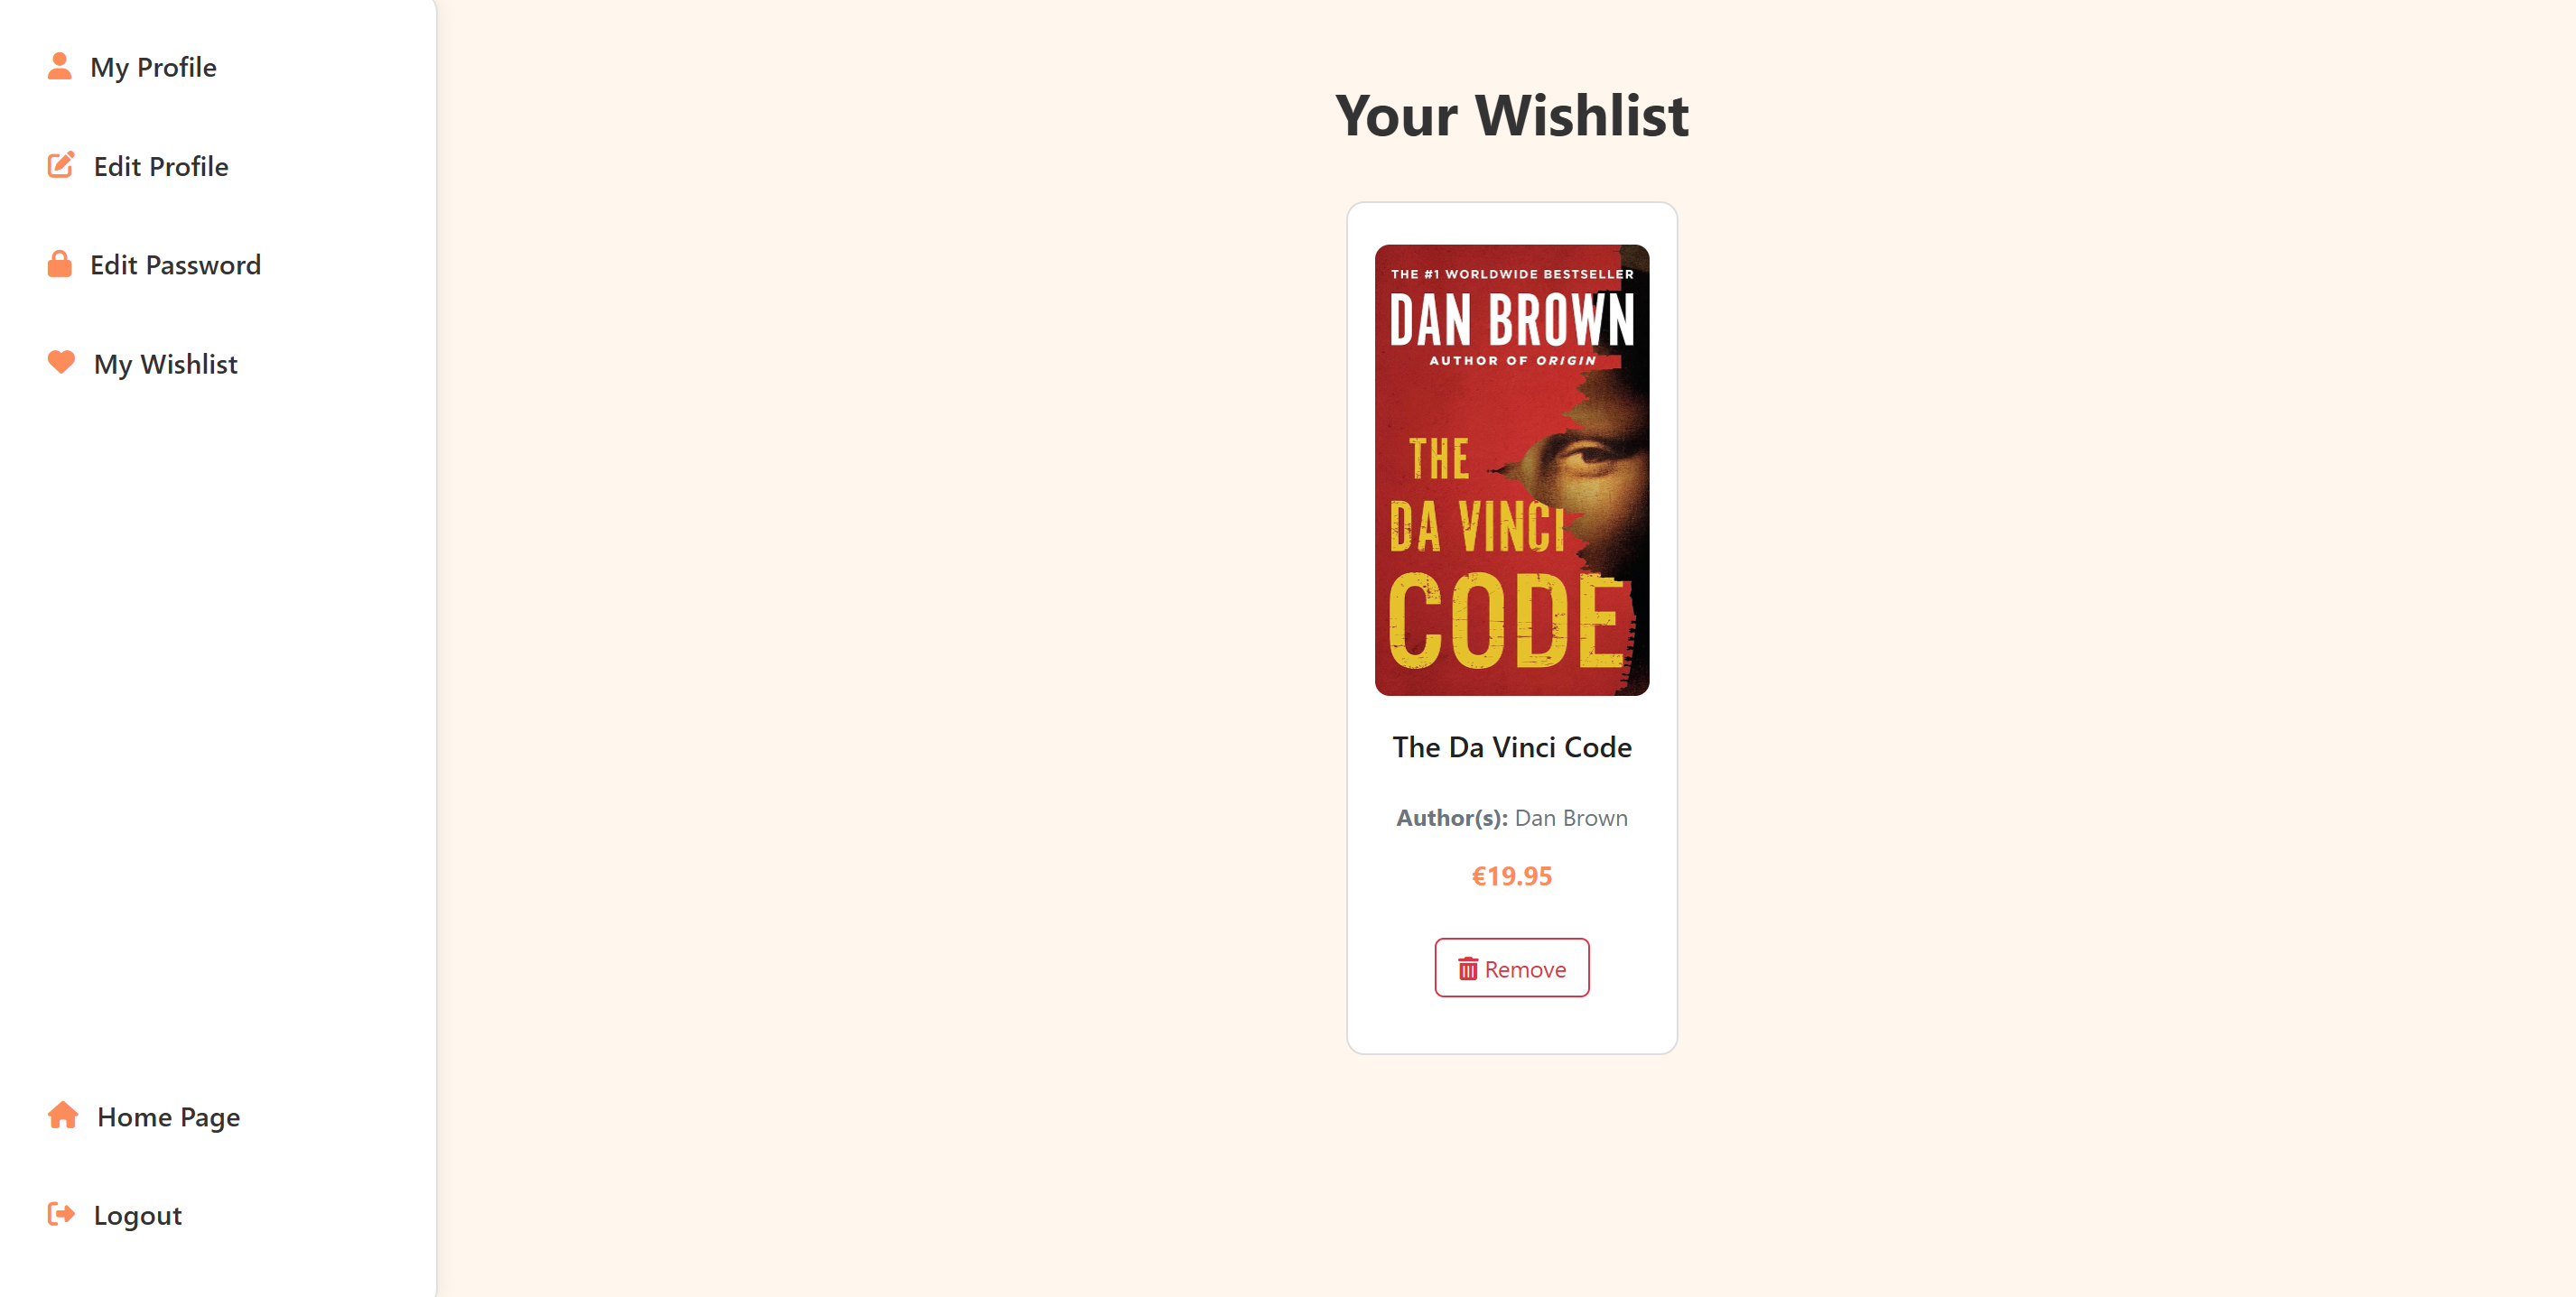 My Profile
Edit Profile
Edit Password
My Wishlist
Home Page
Logout
Your Wishlist
THE #1 WORLDWIDE BESTSELLER
DAN BROWN
AUTHOR OF ORIGIN
THE
DA VINCI
CODE
The Da Vinci Code
Author(s): Dan Brown
€19.95
Remove